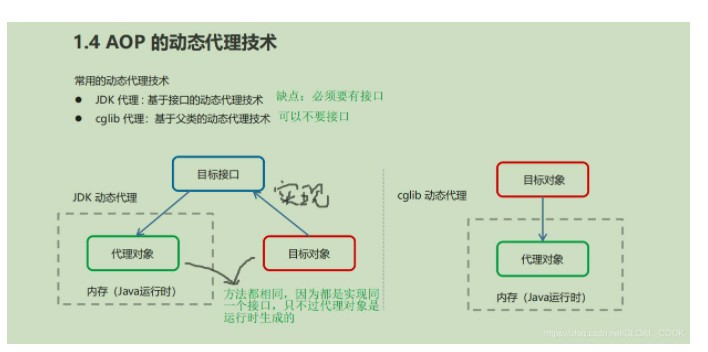 1.4 AOP 的动态代理技术
常用的动态代理技术
● JDK 代理 : 基于接口的动态代理技术 缺点：必须要有接口
● cglib 代理：基于父类的动态代理技术 可以不要接口
目标接口
实现
JDK 动态代理
代理对象
目标对象
内存（Java运行时）
方法都相同，因为都是实现同
一个接口，只不过代理对象是
运行时生成的
cglib 动态代理
目标对象
代理对象
内存（Java运行时）